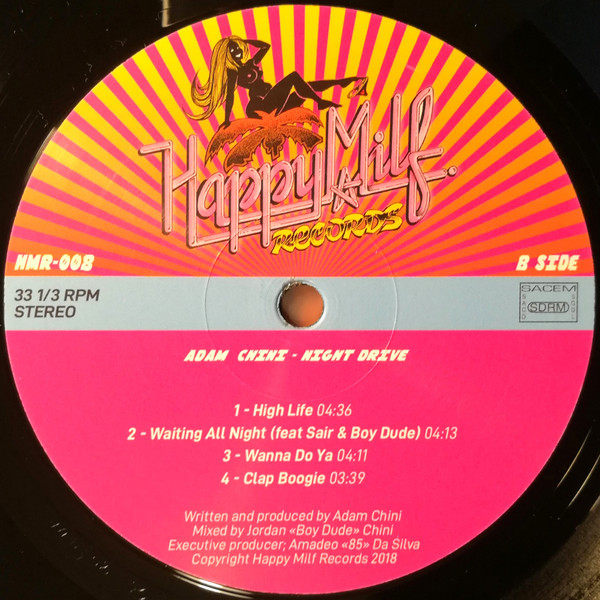 Happy Milf.
RECORDS
HMR-008
B SIDE
33 1/3 RPM
STEREO
SACEM
SACD
SDRM
SGDL
ADAM CHINI - NIGHT DRIVE
1 - High Life 04:36
2 - Waiting All Night (feat Sair & Boy Dude) 04:13
3 - Wanna Do Ya 04:11
4 - Clap Boogie 03:39
Written and produced by Adam Chini
Mixed by Jordan «Boy Dude» Chini
Executive producer; Amadeo «85» Da Silva
Copyright Happy Milf Records 2018